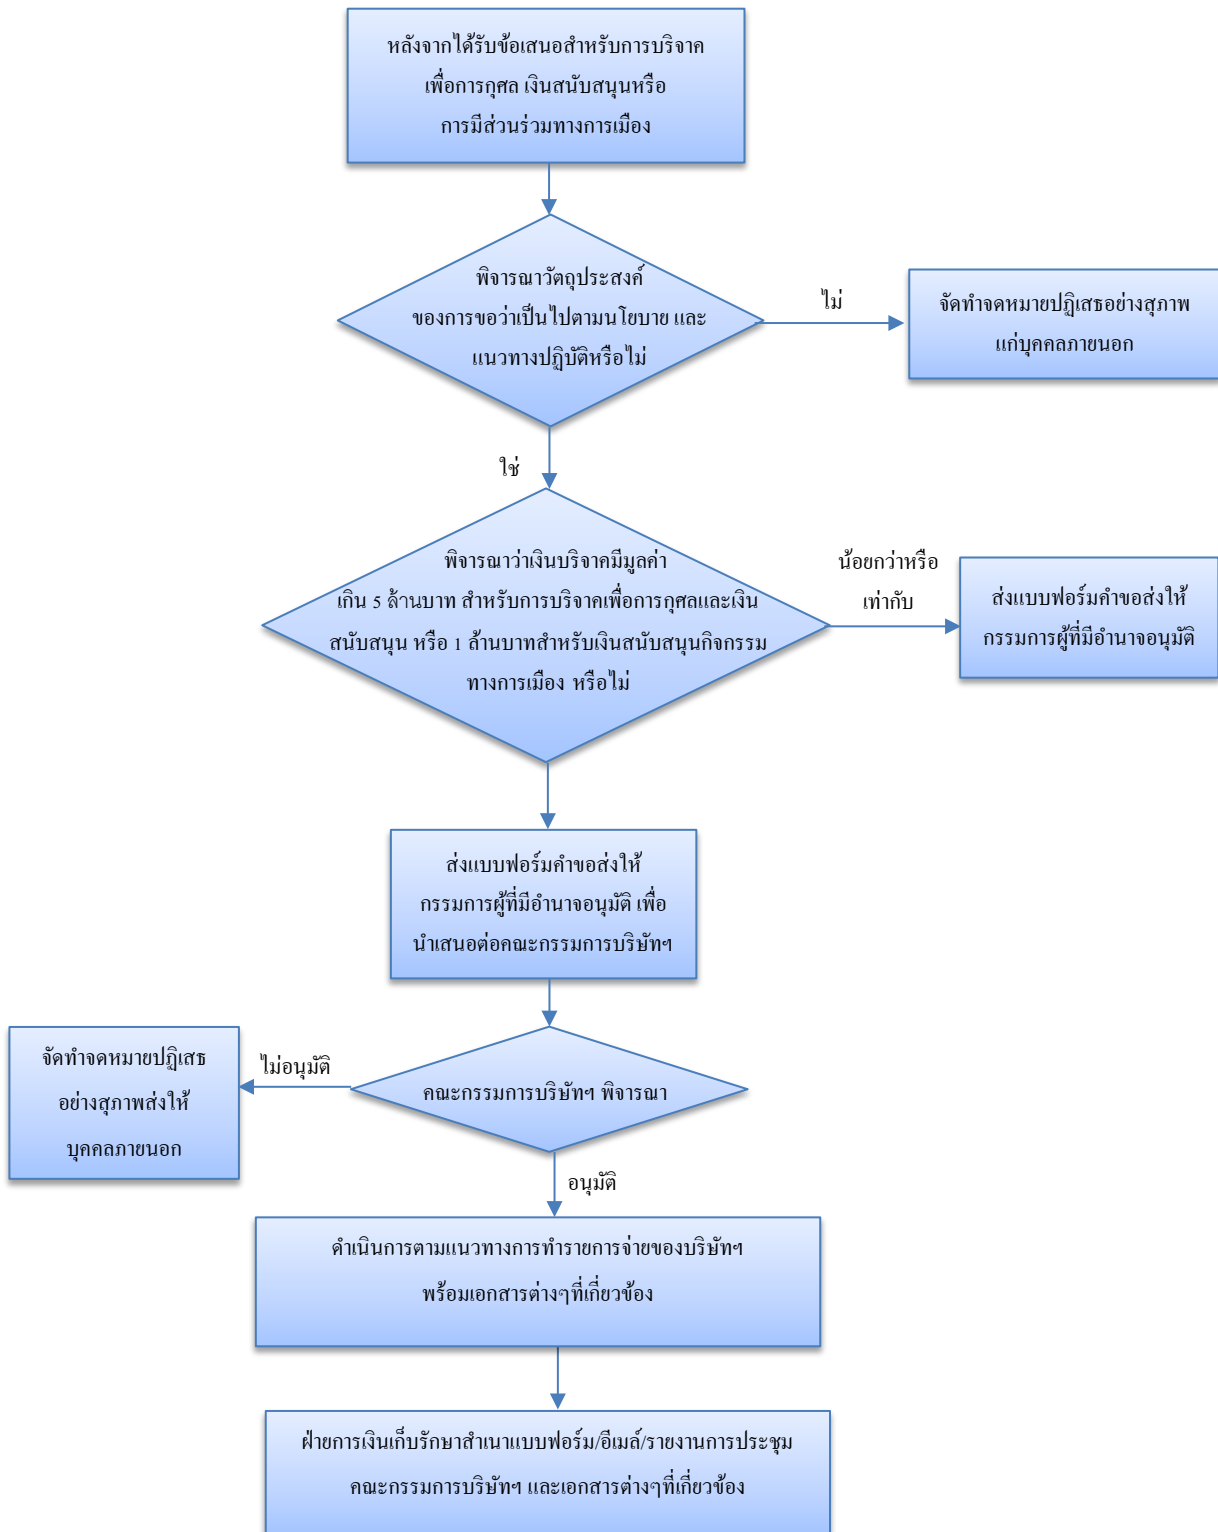 หลังจากได้รับข้อเสนอสำหรับการบริจาค
เพื่อการกุศล เงินสนับสนุนหรือ
การมีส่วนร่วมทางการเมือง
พิจารณาวัตถุประสงค์
ของการขอว่าเป็นไปตามนโยบาย และ
แนวทางปฏิบัติหรือไม่
ไม่
จัดทำจดหมายปฏิเสธอย่างสุภาพ
แก่บุคคลภายนอก
ใช่
พิจารณาว่าเงินบริจาคมีมูลค่า
เกิน 5 ล้านบาท สำหรับการบริจาคเพื่อการกุศลและเงิน
สนับสนุน หรือ 1 ล้านบาทสำหรับเงินสนับสนุนกิจกรรม
ทางการเมือง หรือไม่
น้อยกว่าหรือ
เท่ากับ
ส่งแบบฟอร์มคำขอส่งให้
กรรมการผู้ที่มีอำนาจอนุมัติ
ส่งแบบฟอร์มคำขอส่งให้
กรรมการผู้ที่มีอำนาจอนุมัติ เพื่อ
นำเสนอต่อคณะกรรมการบริษัทฯ
จัดทำจดหมายปฏิเสธ
อย่างสุภาพส่งให้
บุคคลภายนอก
ไม่อนุมัติ
คณะกรรมการบริษัทฯ พิจารณา
อนุมัติ
ดำเนินการตามแนวทางการทำรายการจ่ายของบริษัทฯ
พร้อมเอกสารต่างๆที่เกี่ยวข้อง
ฝ่ายการเงินเก็บรักษาสำเนาแบบฟอร์ม/อีเมล์/รายงานการประชุม
คณะกรรมการบริษัทฯ และเอกสารต่างๆที่เกี่ยวข้อง